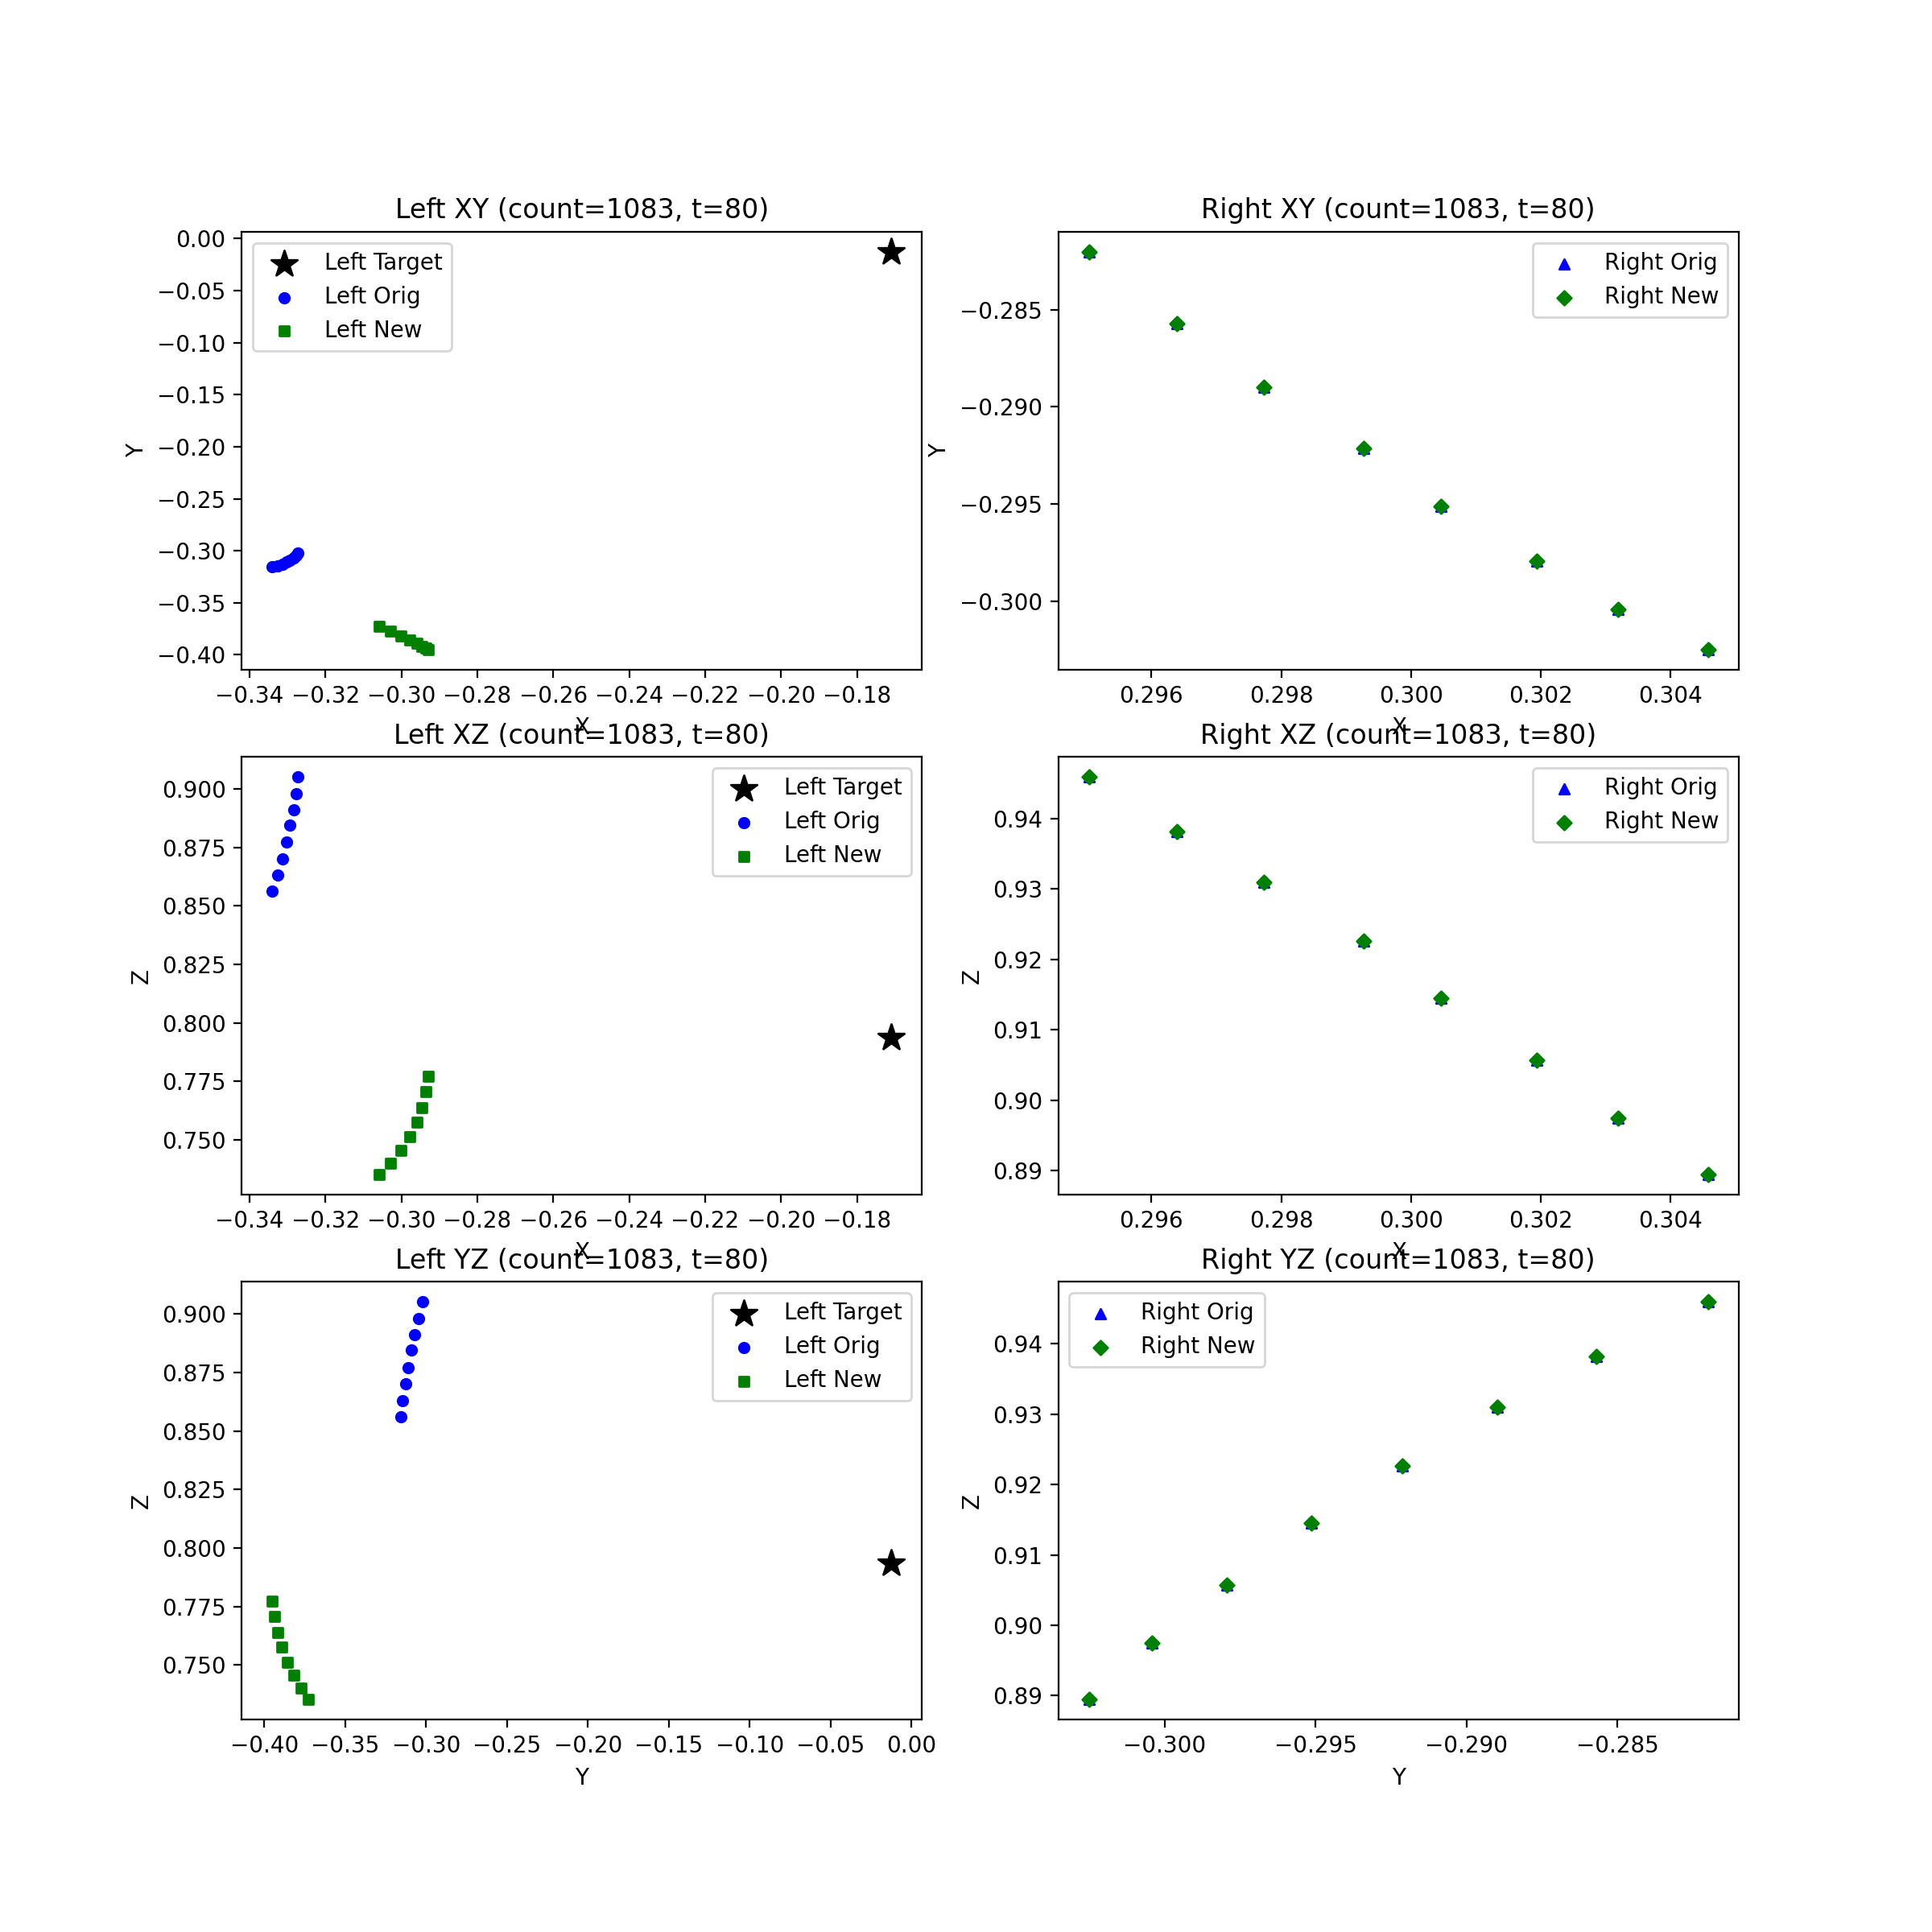 Left XY (count=1083, t=80)
0.00
−0.05
−0.10
−0.15
−0.20
−0.25
−0.30
−0.35
−0.40
Y
Left Target
Left Orig
Left New
−0.34 −0.32 −0.30 −0.28 −0.26 −0.24 −0.22 −0.20 −0.18
X
Right XY (count=1083, t=80)
−0.285
−0.290
−0.295
−0.300
Y
Right Orig
Right New
0.296 0.298 0.300 0.302 0.304
X
Left XZ (count=1083, t=80)
0.900
0.875
0.850
0.825
0.800
0.775
0.750
Z
Left Target
Left Orig
Left New
−0.34 −0.32 −0.30 −0.28 −0.26 −0.24 −0.22 −0.20 −0.18
X
Right XZ (count=1083, t=80)
0.94
0.93
0.92
0.91
0.90
0.89
Z
Right Orig
Right New
0.296 0.298 0.300 0.302 0.304
X
Left YZ (count=1083, t=80)
0.900
0.875
0.850
0.825
0.800
0.775
0.750
Z
Left Target
Left Orig
Left New
−0.40 −0.35 −0.30 −0.25 −0.20 −0.15 −0.10 −0.05 0.00
Y
Right YZ (count=1083, t=80)
0.94
0.93
0.92
0.91
0.90
0.89
Z
Right Orig
Right New
−0.300 −0.295 −0.290 −0.285
Y